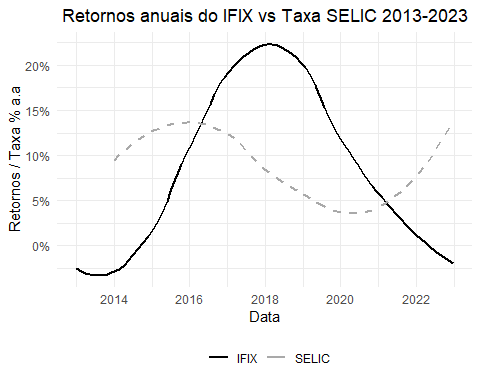 Retornos anuais do IFIX vs Taxa SELIC 2013-2023
Retornos / Taxa % a.a
20%
15%
10%
5%
0%
2014 2016 2018 2020 2022
Data
IFIX SELIC